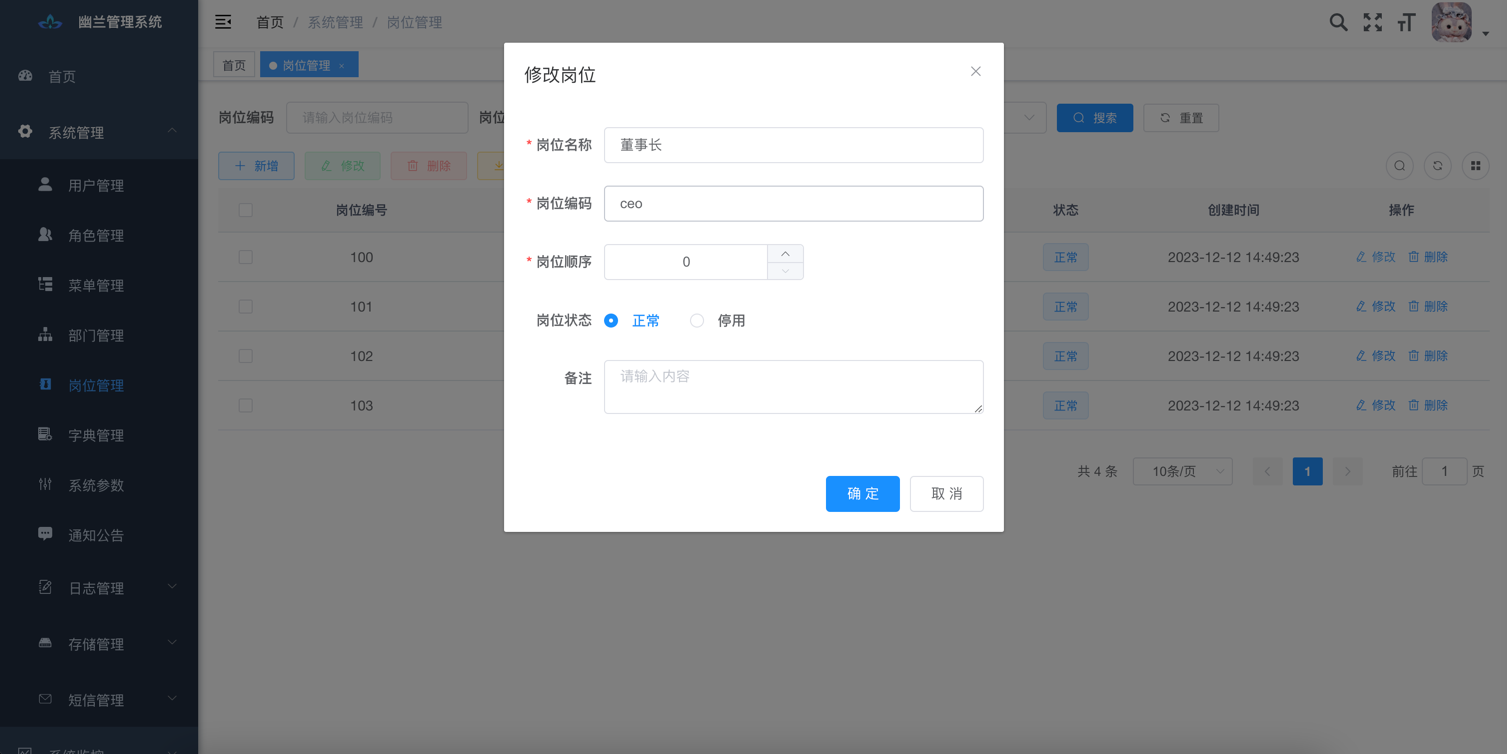 幽兰管理系统
首页 / 系统管理 / 岗位管理
首页
岗位管理 ×
首页
系统管理
用户管理
角色管理
菜单管理
部门管理
岗位管理
字典管理
系统参数
通知公告
日志管理
存储管理
短信管理
岗位编码 请输入岗位编码 岗位
搜索 重置
+ 新增 修改 删除
岗位编号 状态 创建时间 操作
100 正常 2023-12-12 14:49:23 修改 删除
101 正常 2023-12-12 14:49:23 修改 删除
102 正常 2023-12-12 14:49:23 修改 删除
103 正常 2023-12-12 14:49:23 修改 删除
共 4 条 10条/页 1 前往 1 页
修改岗位
* 岗位名称 董事长
* 岗位编码 ceo
* 岗位顺序 0
岗位状态 正常 停用
备注 请输入内容
确 定 取 消